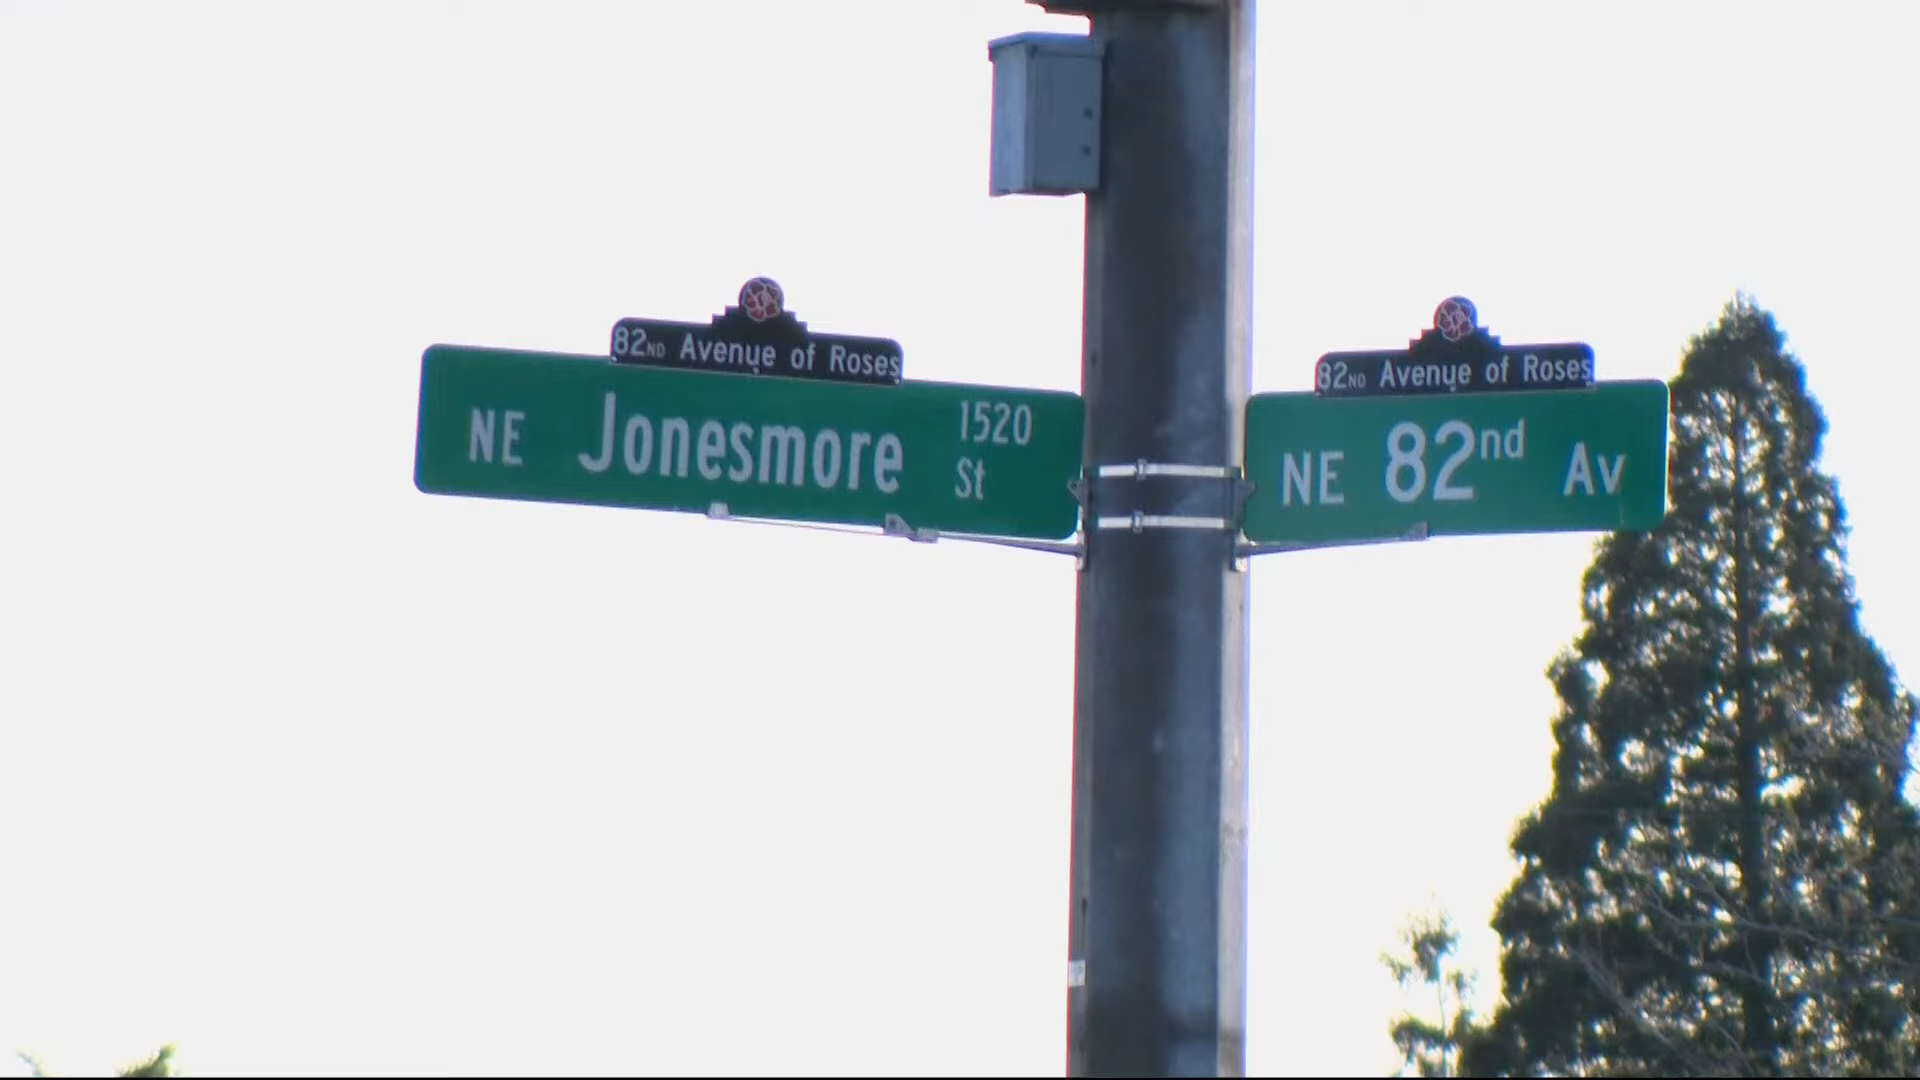 82ND Avenue of Roses
NE Jonesmore St 1520
82ND Avenue of Roses
NE 82nd Av